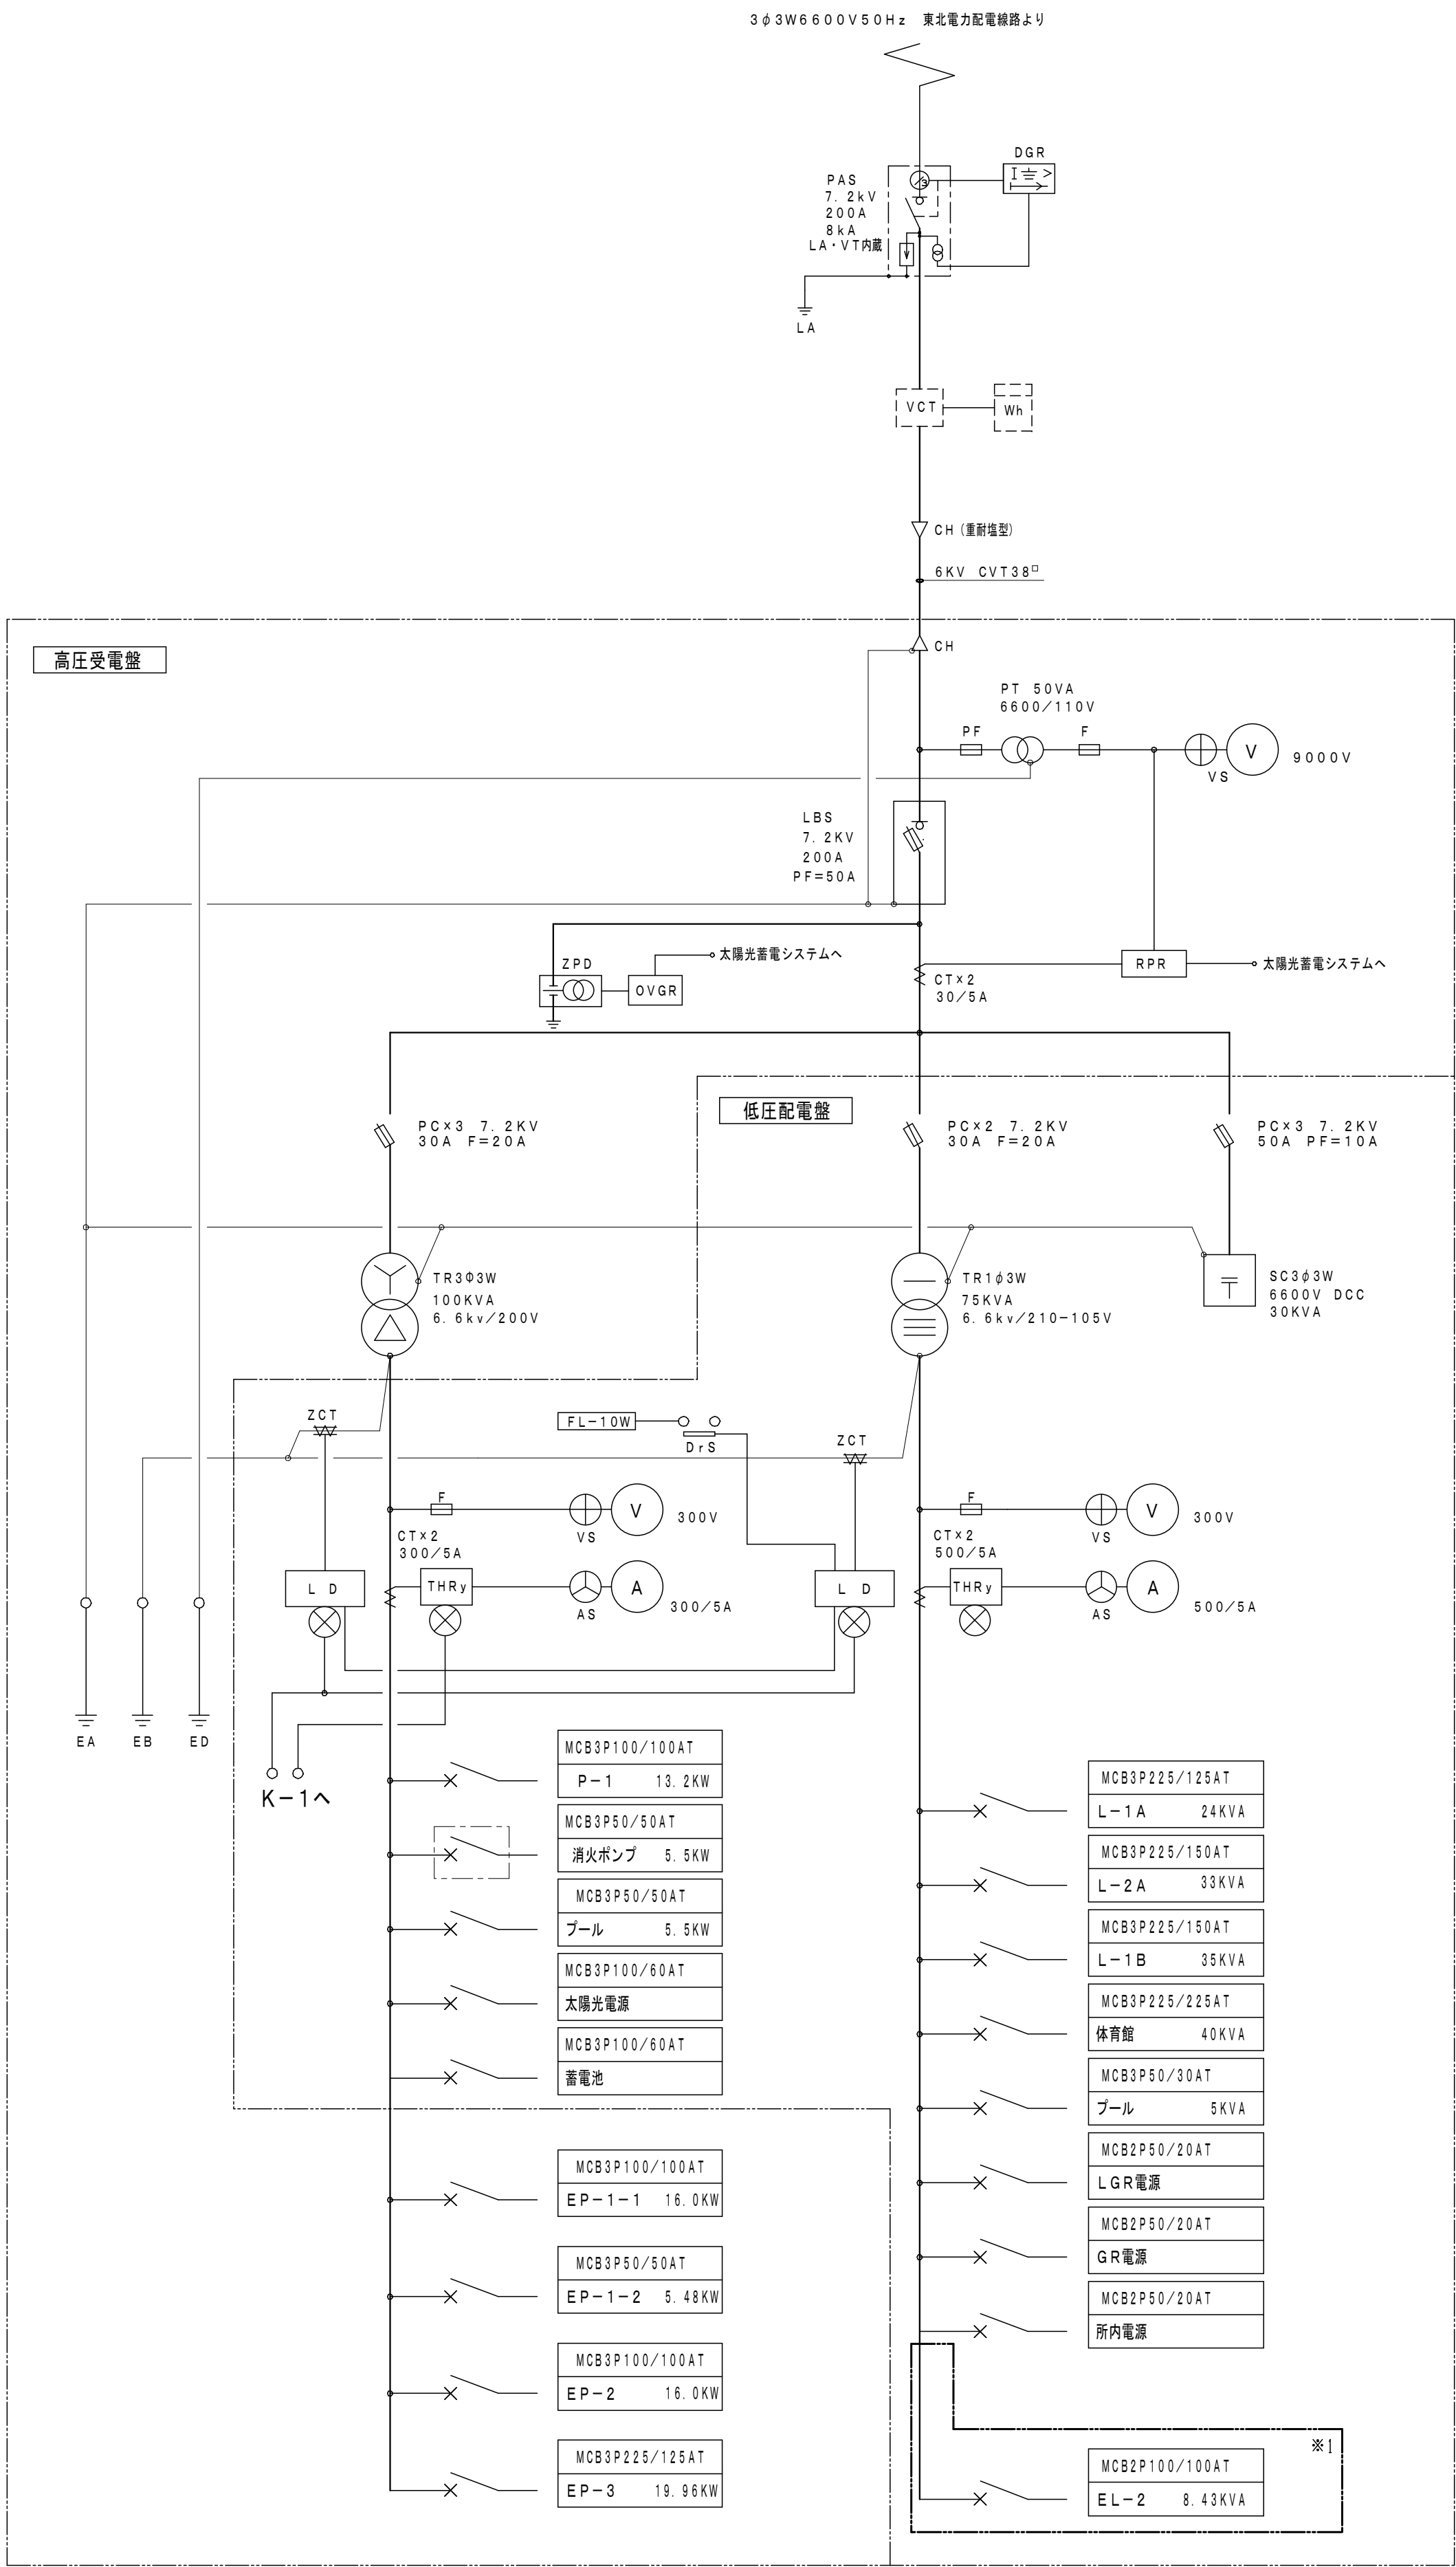 3φ3W6600V50Hz 東北電力配電線路より
DGR
I >
PAS
7.2kV
200A
8kA
LA・VT内蔵
3
LA
VCT
Wh
CH(重耐塩型)
6KV CVT38□
高圧受電盤
CH
PT 50VA
6600/110V
PF
F
V
VS
9000V
LBS
7.2KV
200A
PF=50A
ZPD
OVGR
太陽光蓄電システムへ
RPR
太陽光蓄電システムへ
CT×2
30/5A
低圧配電盤
PC×3 7.2KV
30A F=20A
PC×2 7.2KV
30A F=20A
PC×3 7.2KV
50A PF=10A
TR3Φ3W
100KVA
6.6kv/200V
TR1φ3W
75KVA
6.6kv/210-105V
SC3φ3W
6600V DCC
30KVA
ZCT
FL-10W
DrS
ZCT
F
V
VS
300V
CT×2
300/5A
LD
THRy
AS
A
300/5A
F
V
VS
300V
CT×2
500/5A
LD
THRy
AS
A
500/5A
EA
EB
ED
K-1へ
MCB3P100/100AT
P-1 13.2KW
MCB3P50/50AT
消火ポンプ 5.5KW
MCB3P50/50AT
プール 5.5KW
MCB3P100/60AT
太陽光電源
MCB3P100/60AT
蓄電池
MCB3P100/100AT
EP-1-1 16.0KW
MCB3P50/50AT
EP-1-2 5.48KW
MCB3P100/100AT
EP-2 16.0KW
MCB3P225/125AT
EP-3 19.96KW
MCB3P225/125AT
L-1A 24KVA
MCB3P225/150AT
L-2A 33KVA
MCB3P225/150AT
L-1B 35KVA
MCB3P225/225AT
体育館 40KVA
MCB3P50/30AT
プール 5KVA
MCB2P50/20AT
LGR電源
MCB2P50/20AT
GR電源
MCB2P50/20AT
所内電源
※1
MCB2P100/100AT
EL-2 8.43KVA